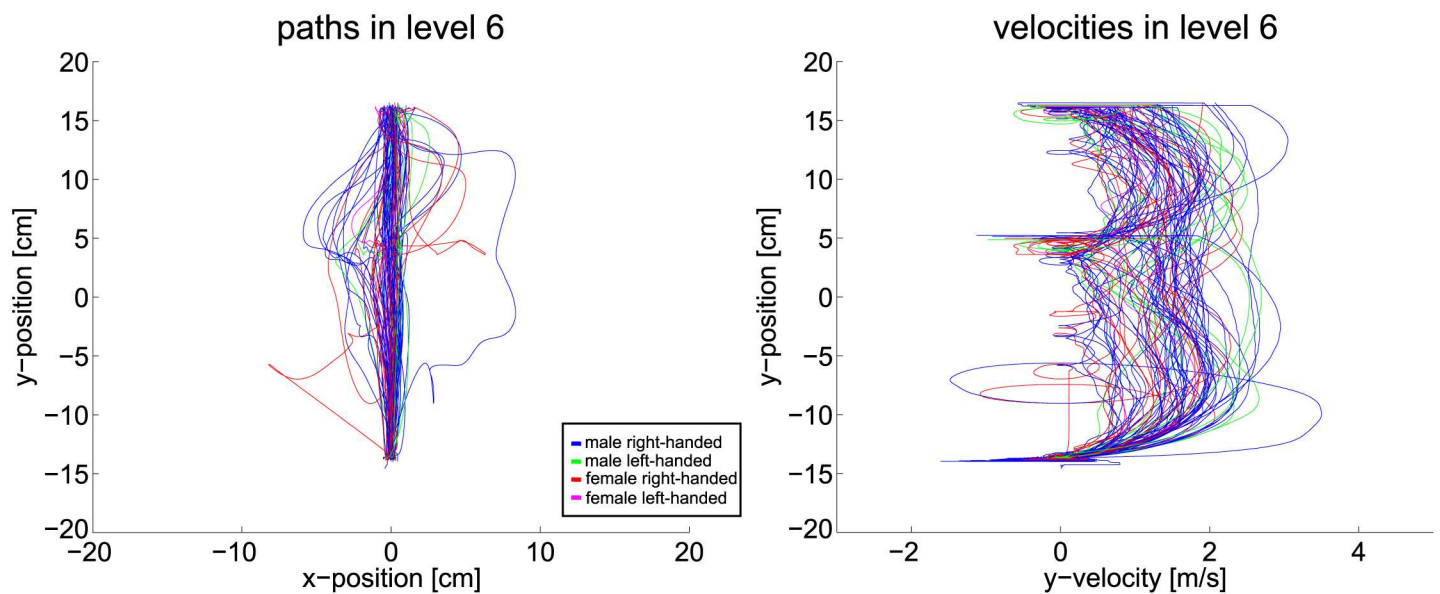 paths in level 6
20
15
10
5
0
−5
−10
−15
−20
y−position [cm]
−20
−10
0
10
20
x−position [cm]
male right-handed
male left-handed
female right-handed
female left-handed
velocities in level 6
20
15
10
5
0
−5
−10
−15
−20
y−position [cm]
−2
0
2
4
y−velocity [m/s]